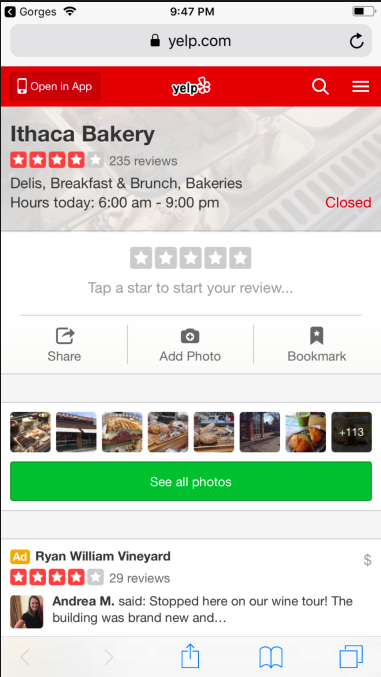 Gorges 9:47 PM
yelp.com
Open in App yelp
Ithaca Bakery
235 reviews
Delis, Breakfast & Brunch, Bakeries
Hours today: 6:00 am - 9:00 pm Closed
Tap a star to start your review...
Share Add Photo Bookmark
+113
See all photos
Ad Ryan William Vineyard $
29 reviews
Andrea M. said: Stopped here on our wine tour! The
building was brand new and…